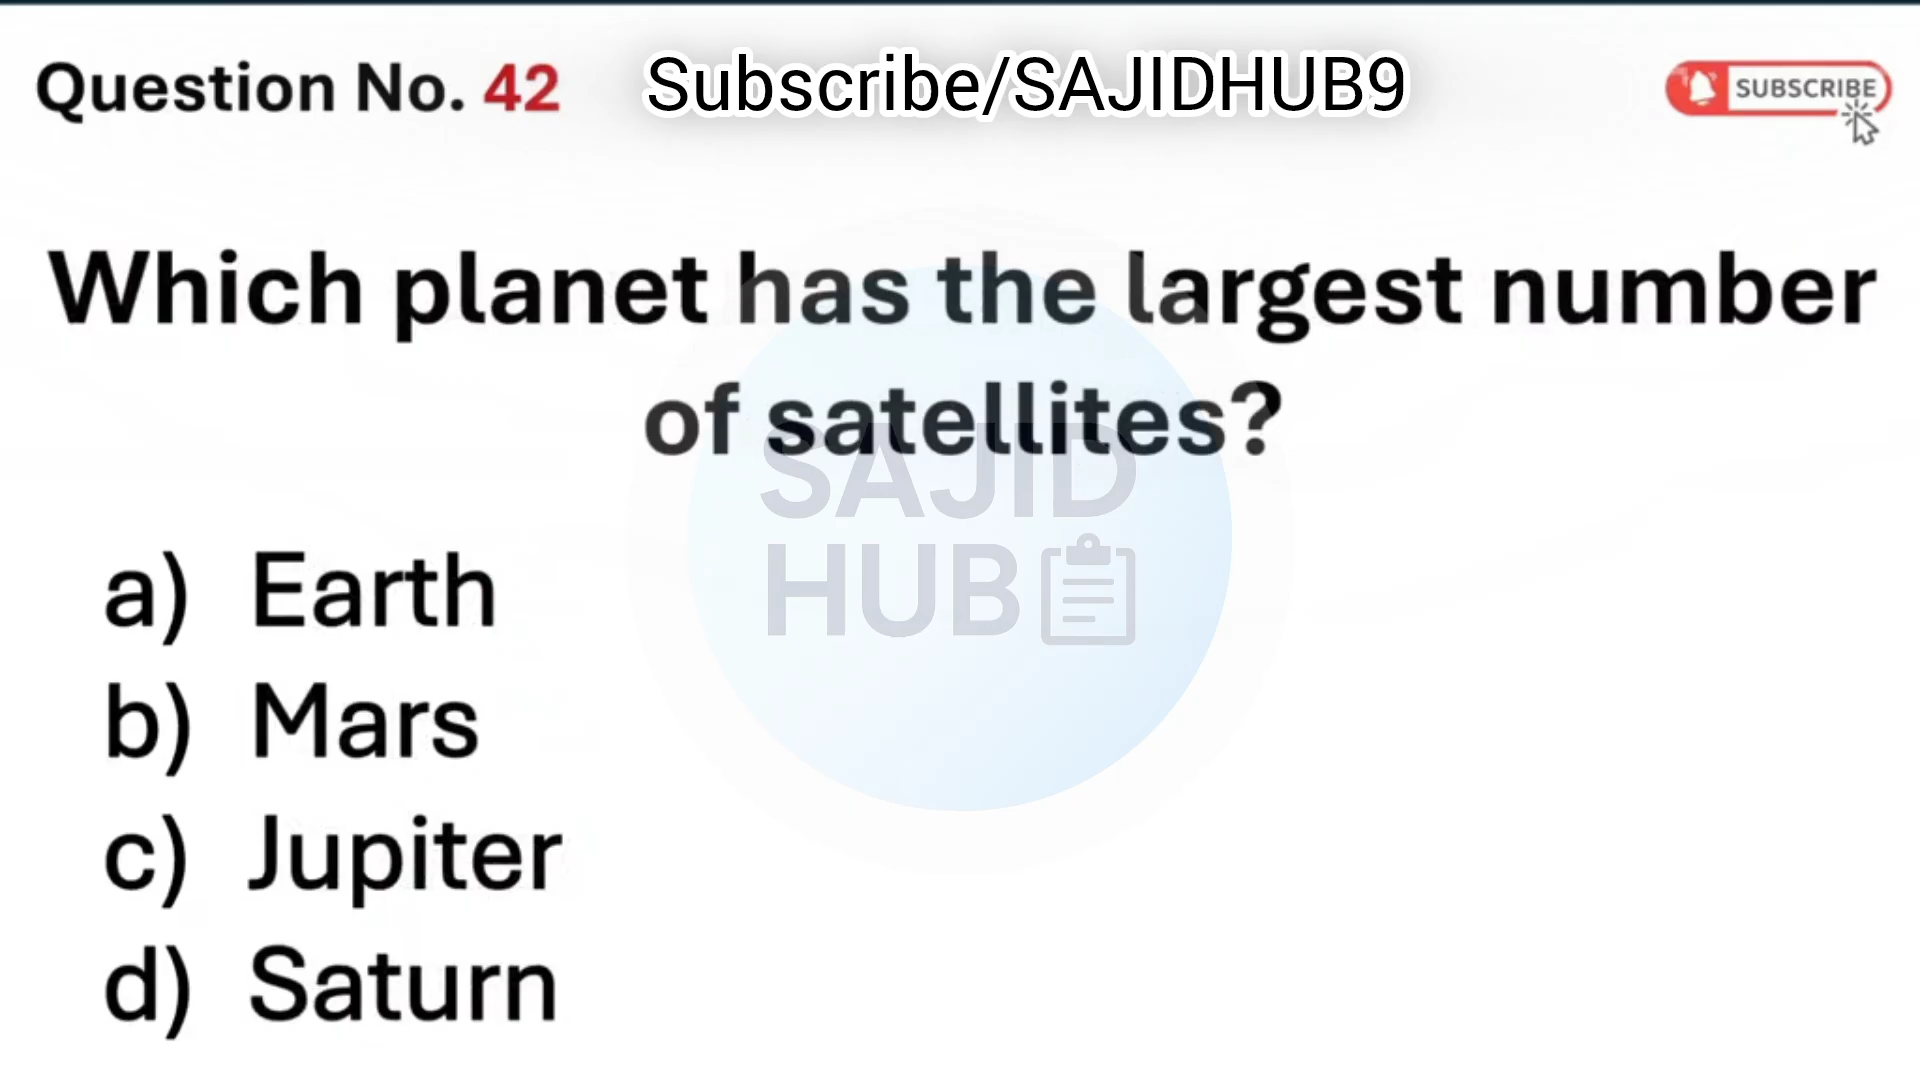 Question No. 42
Subscribe/SAJIDHUB9
SUBSCRIBE
Which planet has the largest number
of satellites?
SAJID
HUB
a) Earth
b) Mars
c) Jupiter
d) Saturn